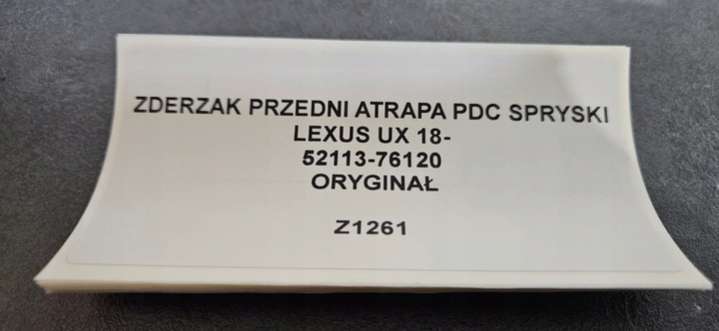 ZDERZAK PRZEDNI ATRAPA PDC SPRYSKI
LEXUS UX 18-
52113-76120
ORYGINAŁ
Z1261